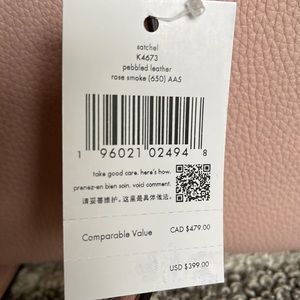 satchel
K4673
pebbled leather
rose smoke (650) AAS
1 96021 02494 8
take good care. here's how.
prenez-en bien soin. void comment.
请妥善维护。这里是具体做法。
Comparable Value CAD $479.00
USD $399.00